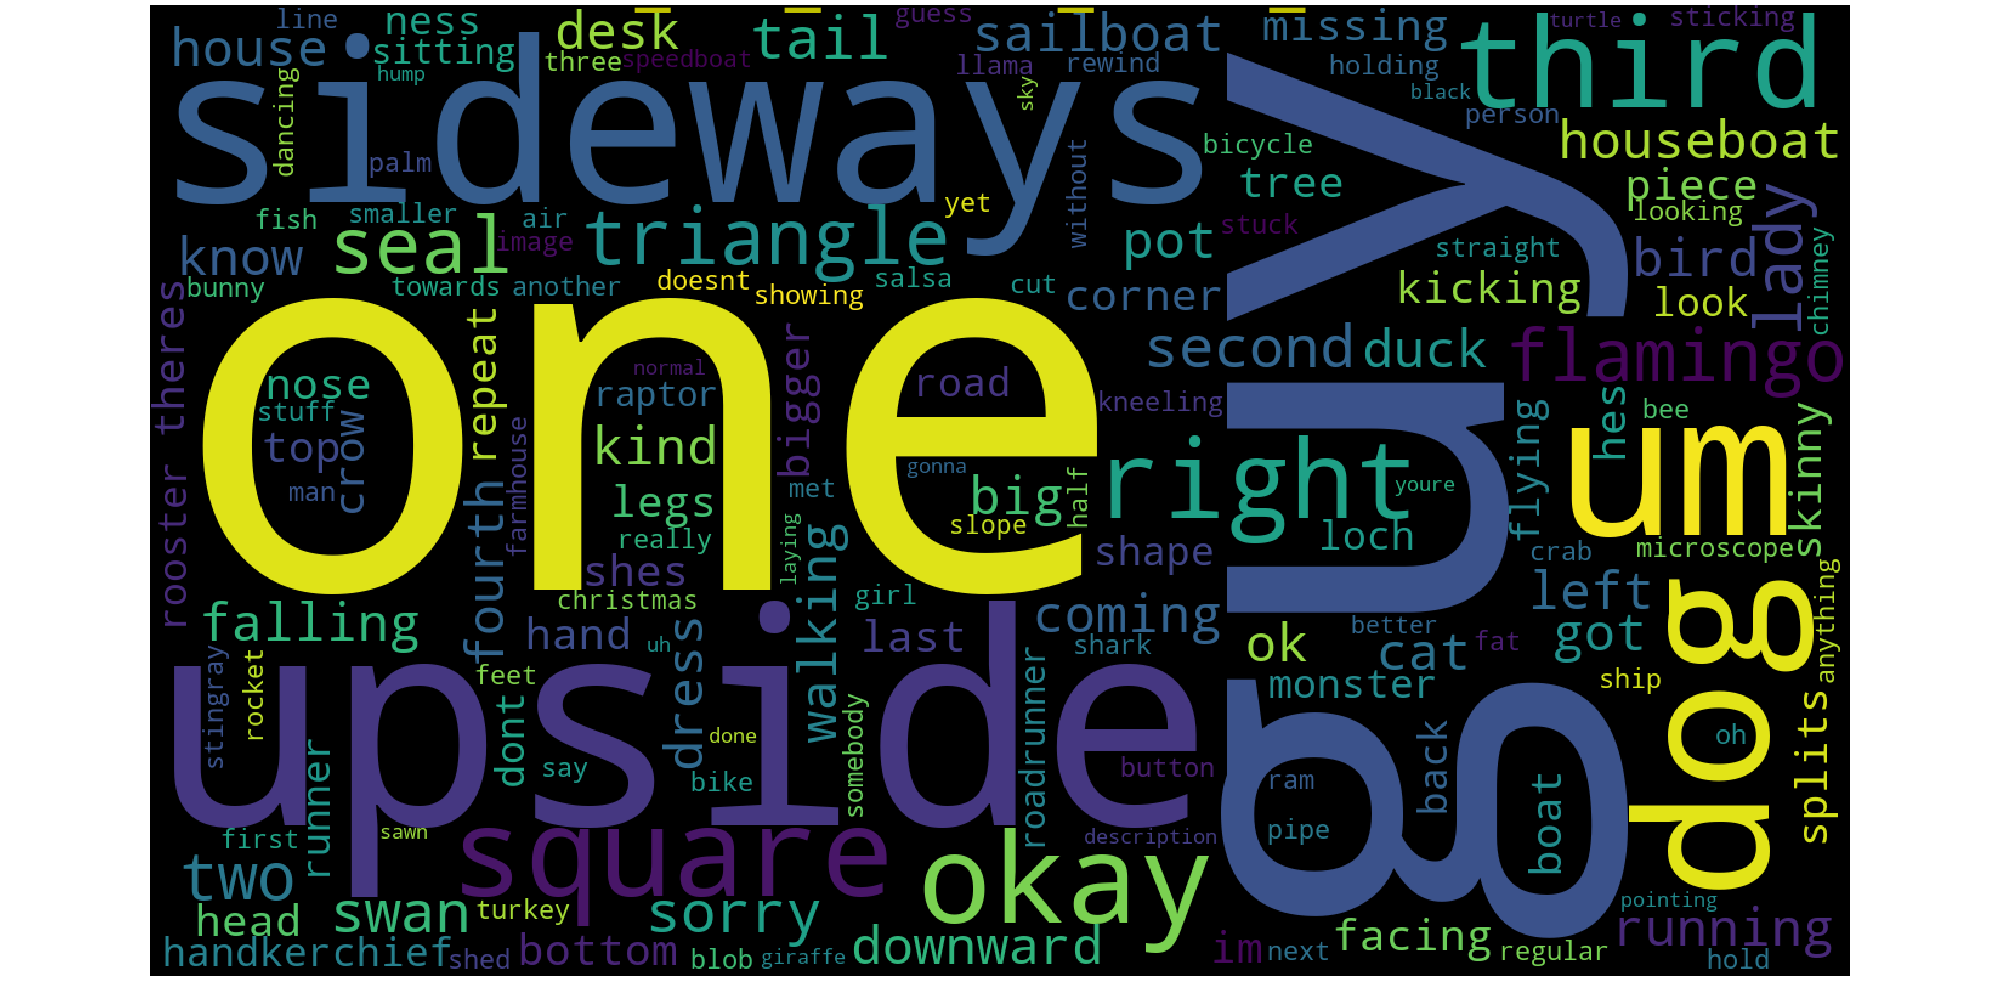 line
ness
desk
tail
guess
sailboat
missing
turtle
sticking
house
sitting
hump
three
speedboat
llama
rewind
holding
third
sideways
dancing
sky
black
person
palm
bicycle
houseboat
y
fish
smaller
air
yet
without
tree
piece
looking
know
seal
image
triangle
pot
stuck
straight
bird
lady
bunny
towards
another
doesnt
showing
salsa
cut
corner
kicking
look
chimney
theres
repeat
one
bigger
second
duck
flamingo
nose
normal
raptor
road
kneeling
hes
bee
skinny
stuff
crow
top
kind
gonna
right
youre
u
flying
um
man
legs
met
big
half
slope
loch
rooster
fourth
farmhouse
really
laying
walking
shape
crab
microscope
shes
christmas
girl
coming
left
anything
falling
hand
uh
last
shark
ok
better
cat
fat
got
dog
stingray
rocket
upside
feet
dress
roadrunner
monster
ship
dont
done
somebody
say
bike
button
g
ram
back
boat
oh
splits
runner
first
sawn
square
description
pipe
two
okay
head
swan
turkey
sorry
pointing
running
handkerchief
shed
bottom
blob
giraffe
downward
im
next
facing
regular
hold